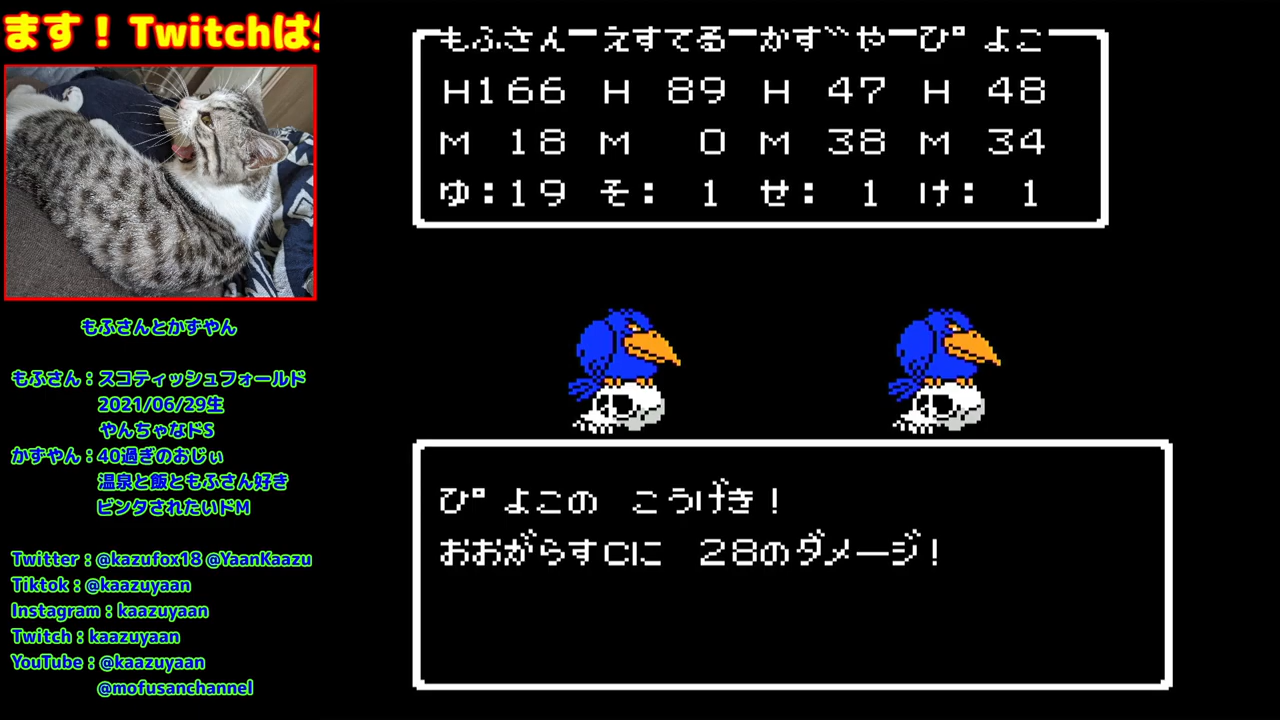 ます！Twitchは
もふさんとかずやん
もふさん：スコティッシュフォールド
2021/06/29生
やんちゃなドS
かずやん：40過ぎのおじぃ
温泉と飯ともふさん好き
ビンタされたいドM
Twitter：@kazufox18 @YaanKaazu
Tiktok：@kaazuyaan
Instagram：kaazuyaan
Twitch：kaazuyaan
YouTube：@kaazuyaan
@mofusanchannel
もふさん えすてる かずや ぴよこ
H166 H 89 H 47 H 48
M 18 M 0 M 38 M 34
ゆ:19 そ: 1 せ: 1 け: 1
ぴよこの こうげき！
おおがらすCに 28のダメージ！